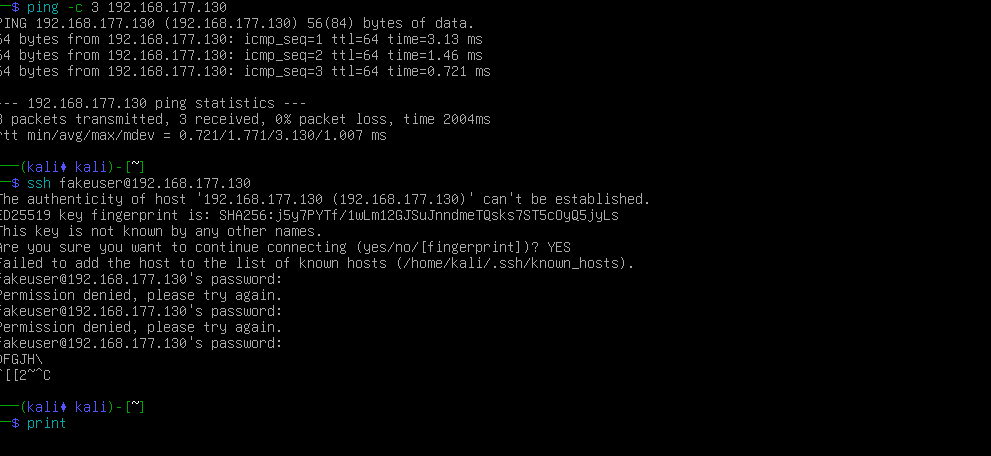 ─$ ping -c 3 192.168.177.130
PING 192.168.177.130 (192.168.177.130) 56(84) bytes of data.
64 bytes from 192.168.177.130: icmp_seq=1 ttl=64 time=3.13 ms
64 bytes from 192.168.177.130: icmp_seq=2 ttl=64 time=1.46 ms
64 bytes from 192.168.177.130: icmp_seq=3 ttl=64 time=0.721 ms
--- 192.168.177.130 ping statistics ---
3 packets transmitted, 3 received, 0% packet loss, time 2004ms
rtt min/avg/max/mdev = 0.721/1.771/3.130/1.007 ms
──(kali♦ kali)-[~]
─$ ssh fakeuser@192.168.177.130
The authenticity of host '192.168.177.130 (192.168.177.130)' can't be established.
ED25519 key fingerprint is: SHA256:j5y7PYTf/1wLm12GJSuJnndmeTQsks7ST5cOyQ5jyLs
This key is not known by any other names.
Are you sure you want to continue connecting (yes/no/[fingerprint])? YES
Failed to add the host to the list of known hosts (/home/kali/.ssh/known_hosts).
fakeuser@192.168.177.130's password:
Permission denied, please try again.
fakeuser@192.168.177.130's password:
Permission denied, please try again.
fakeuser@192.168.177.130's password:
DFGJH\
^[[2~^C
──(kali♦ kali)-[~]
─$ print